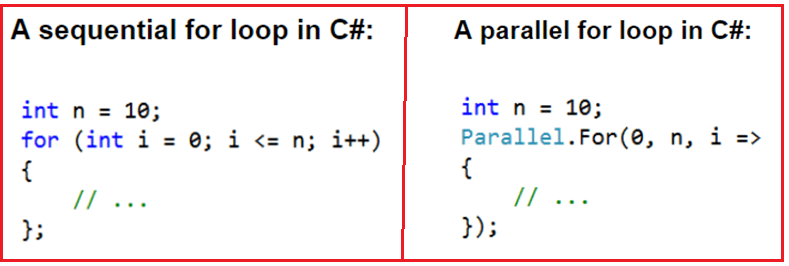 A sequential for loop in C#:
int n = 10;
for (int i = 0; i <= n; i++)
{
    // ...
};
A parallel for loop in C#:
int n = 10;
Parallel.For(0, n, i =>
{
    // ...
});